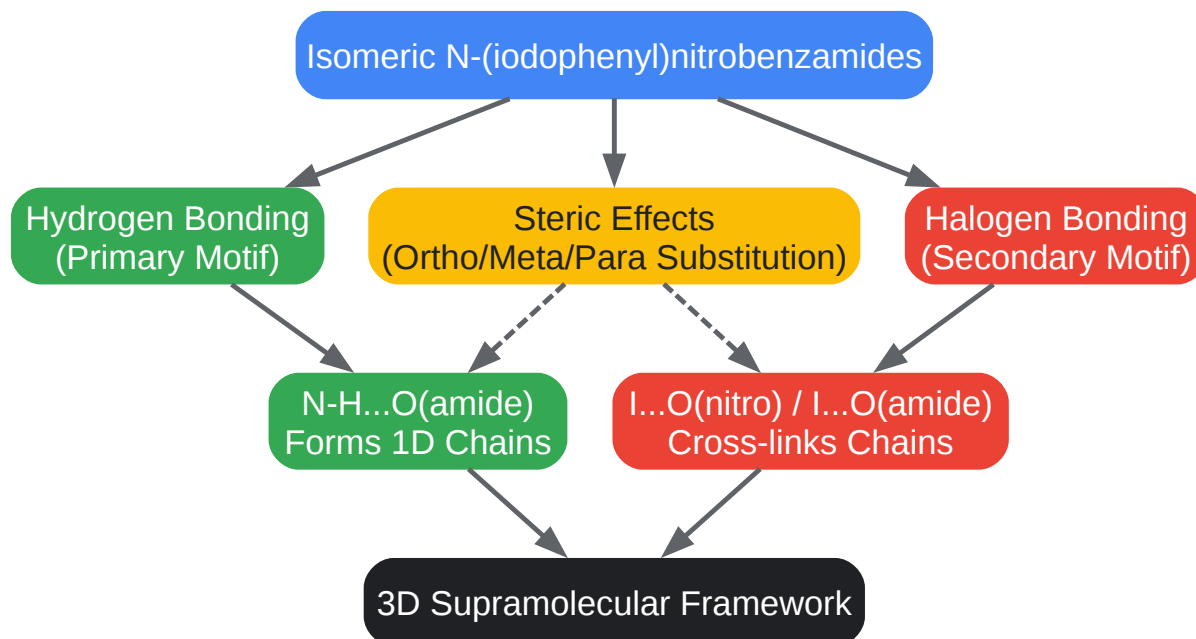 Isomeric N-(iodophenyl)nitrobenzamides
Hydrogen Bonding
(Primary Motif)
Steric Effects
(Ortho/Meta/Para Substitution)
Halogen Bonding
(Secondary Motif)
N-H...O(amide)
Forms 1D Chains
I...O(nitro) / I...O(amide)
Cross-links Chains
3D Supramolecular Framework